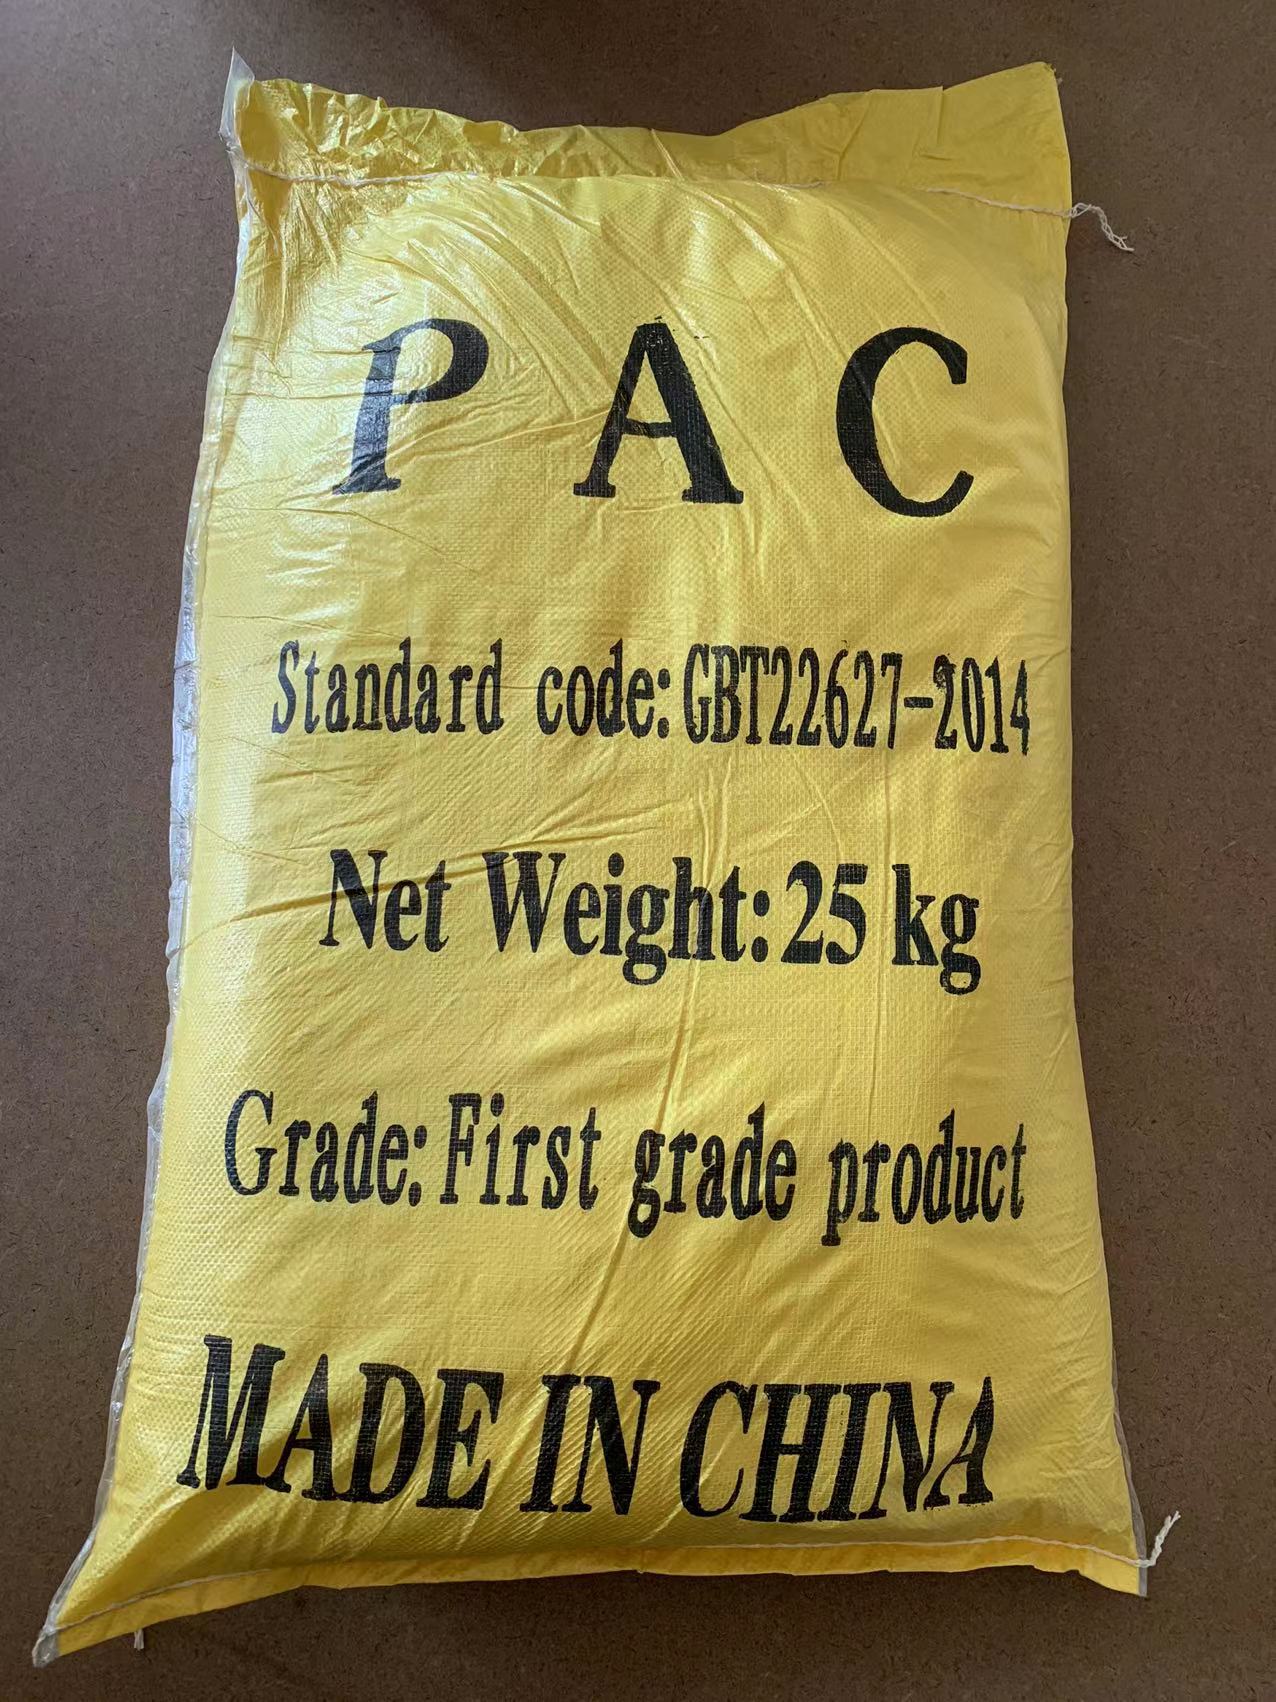 PAC
Standard code: GBT22627-2014
Net Weight: 25 kg
Grade: First grade product
MADE IN CHINA